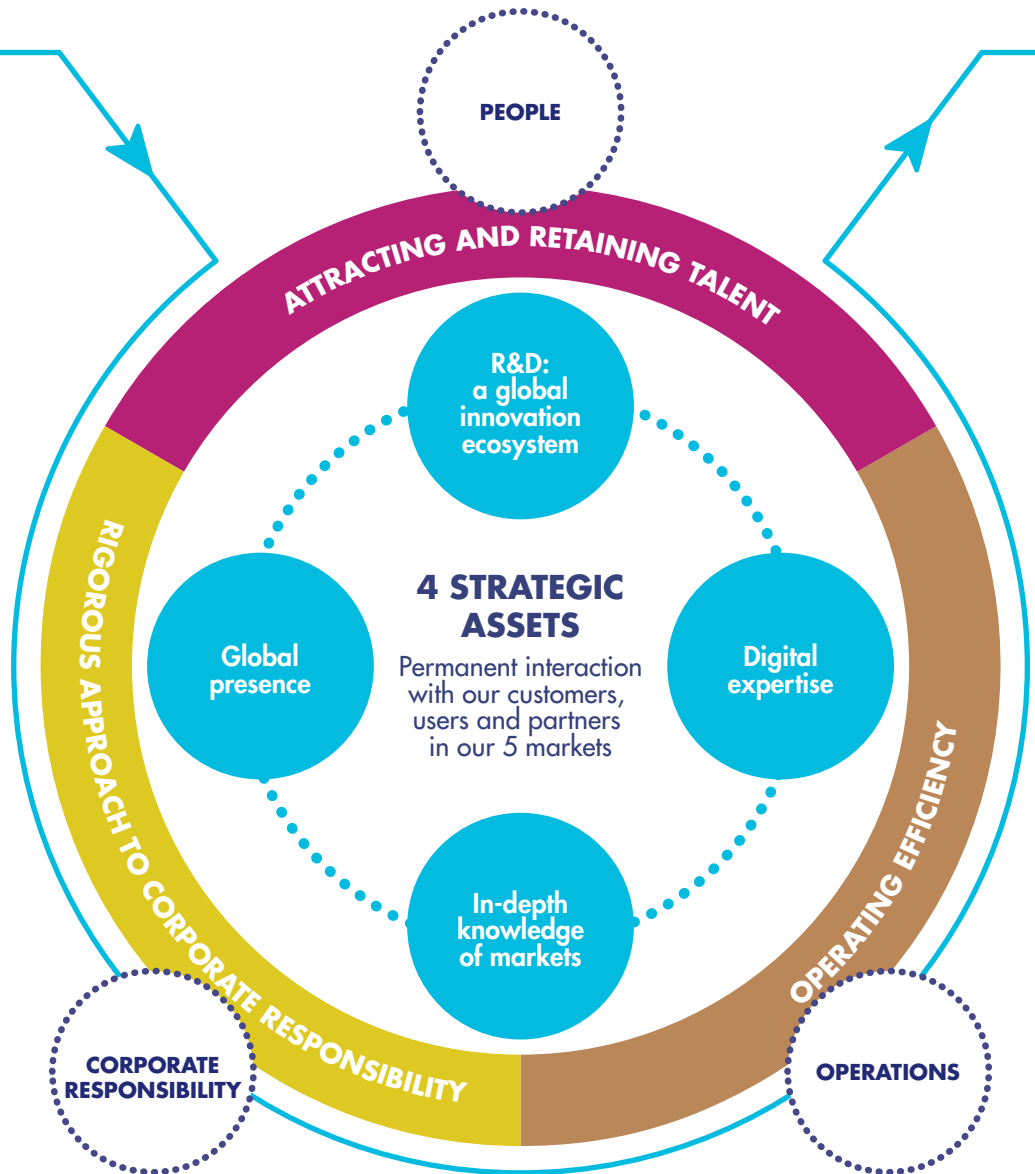 PEOPLE
ATTRACTING AND RETAINING TALENT
R&D:
a global
innovation
ecosystem
4 STRATEGIC
ASSETS
Permanent interaction
with our customers,
users and partners
in our 5 markets
Global
presence
Digital
expertise
In-depth
knowledge
of markets
RIGOROUS APPROACH TO CORPORATE RESPONSIBILITY
OPERATING EFFICIENCY
CORPORATE
RESPONSIBILITY
OPERATIONS